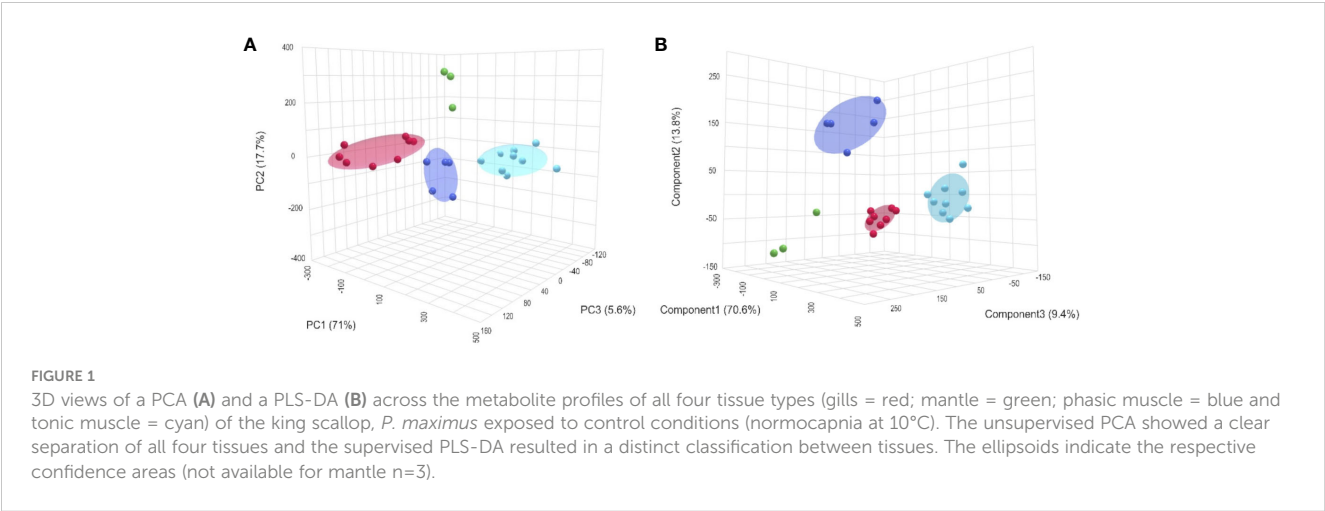 A
400
200
0
-200
-400
PC2 (17.7%)
-300
-100
100
300
500
PC1 (71%)
160
120
80
40
0
-40
-80
-120
PC3 (5.6%)
B
250
150
50
-50
-150
Component2 (13.8%)
-300
-100
100
300
500
Component1 (70.6%)
250
150
50
-50
-150
Component3 (9.4%)
FIGURE 1
3D views of a PCA (A) and a PLS-DA (B) across the metabolite profiles of all four tissue types (gills = red; mantle = green; phasic muscle = blue and
tonic muscle = cyan) of the king scallop, P. maximus exposed to control conditions (normocapnia at 10°C). The unsupervised PCA showed a clear
separation of all four tissues and the supervised PLS-DA resulted in a distinct classification between tissues. The ellipsoids indicate the respective
confidence areas (not available for mantle n=3).